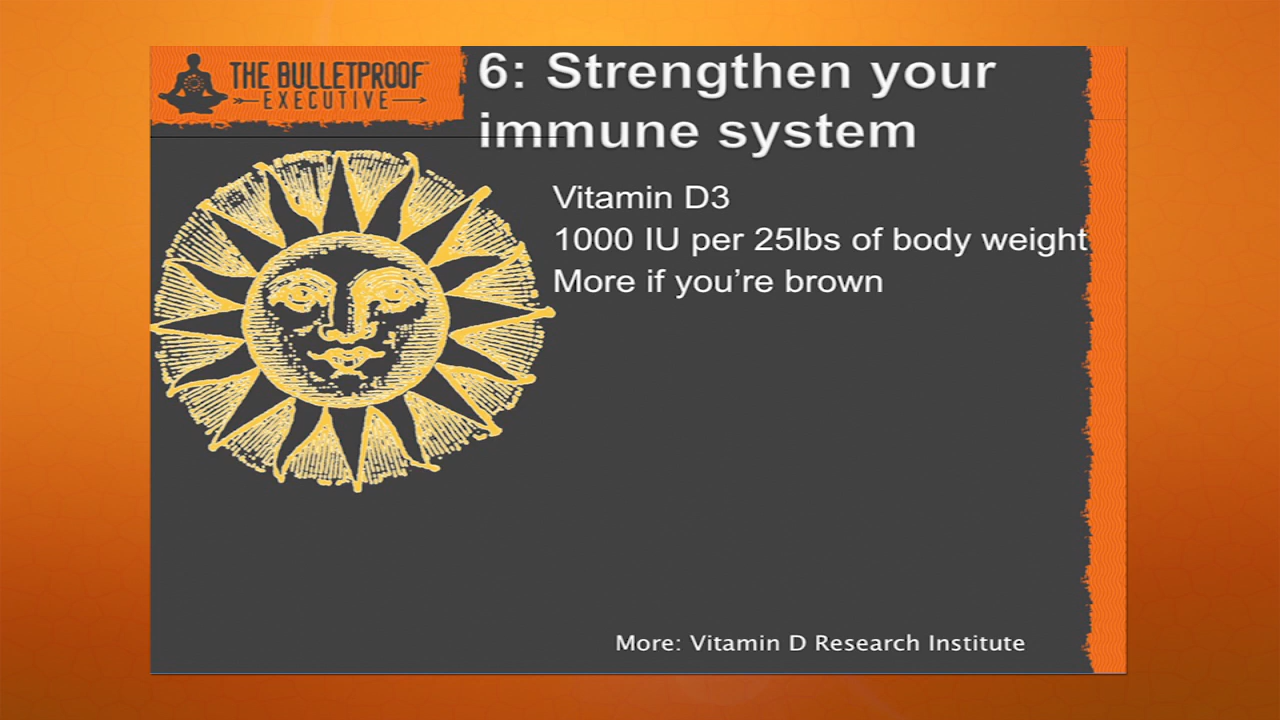 THE BULLETPROOF
EXECUTIVE
6: Strengthen your
immune system
Vitamin D3
1000 IU per 25lbs of body weight
More if you’re brown
More: Vitamin D Research Institute